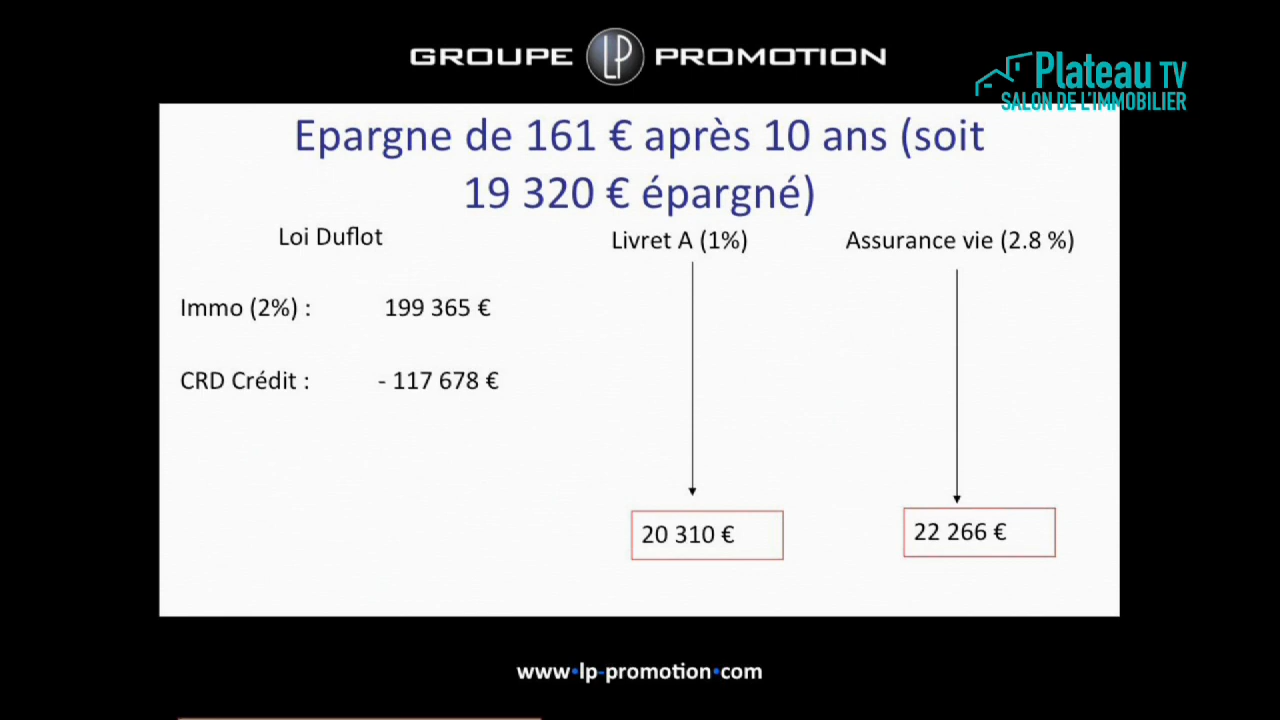 GROUPE LP PROMOTION
Plateau TV
SALON DE L'IMMOBILIER
Epargne de 161 € après 10 ans (soit
19 320 € épargné)
Loi Duflot
Livret A (1%)
Assurance vie (2.8 %)
Immo (2%) : 199 365 €
CRD Crédit : - 117 678 €
20 310 €
22 266 €
www·lp-promotion·com